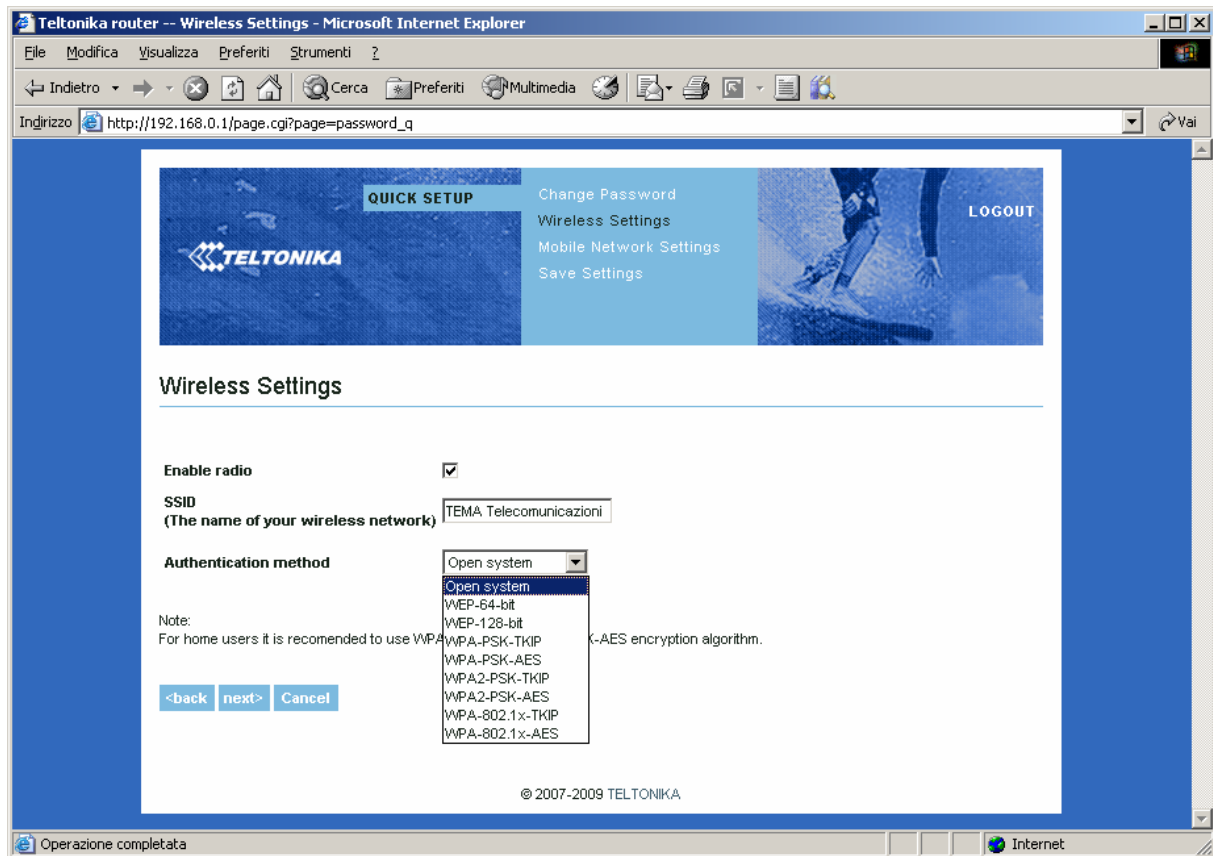 Teltonika router -- Wireless Settings - Microsoft Internet Explorer
File Modifica Visualizza Preferiti Strumenti ?
Indietro Cerca Preferiti Multimedia
Indirizzo http://192.168.0.1/page.cgi?page=password_q Vai
QUICK SETUP
Change Password
Wireless Settings
Mobile Network Settings
Save Settings
LOGOUT
TELTONIKA
Wireless Settings
Enable radio
SSID
(The name of your wireless network) TEMA Telecomunicazioni
Authentication method Open system
Open system
WEP-64-bit
WEP-128-bit
WPA-PSK-TKIP
WPA-PSK-AES
WPA2-PSK-TKIP
WPA2-PSK-AES
WPA-802.1x-TKIP
WPA-802.1x-AES
Note:
For home users it is recomended to use WPA K-AES encryption algorithm.
<back next> Cancel
© 2007-2009 TELTONIKA
Operazione completata Internet